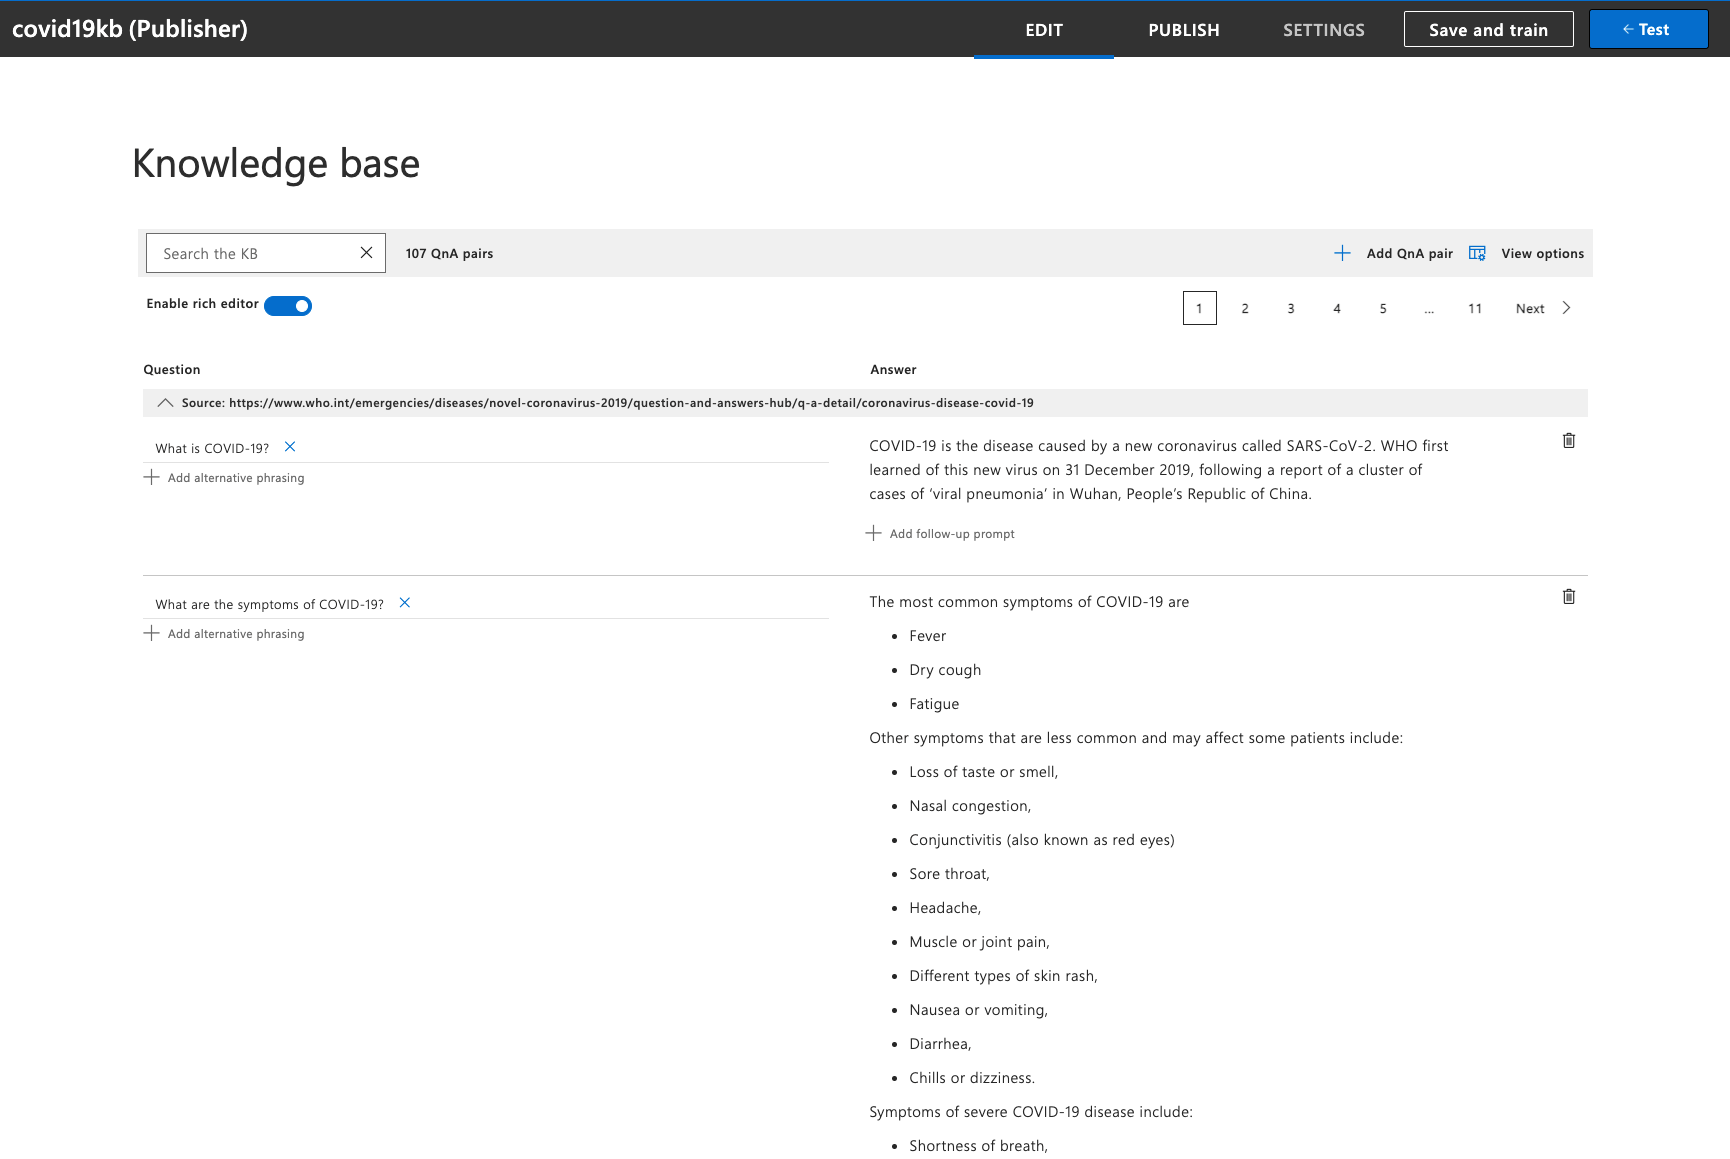 covid19kb (Publisher)
EDIT
PUBLISH
SETTINGS
Save and train
← Test
Knowledge base
Search the KB
107 QnA pairs
Add QnA pair
View options
Enable rich editor
1 2 3 4 5 ... 11 Next
Question
Answer
Source: https://www.who.int/emergencies/diseases/novel-coronavirus-2019/question-and-answers-hub/q-a-detail/coronavirus-disease-covid-19
What is COVID-19?
Add alternative phrasing
COVID-19 is the disease caused by a new coronavirus called SARS-CoV-2. WHO first
learned of this new virus on 31 December 2019, following a report of a cluster of
cases of ‘viral pneumonia’ in Wuhan, People’s Republic of China.
Add follow-up prompt
What are the symptoms of COVID-19?
Add alternative phrasing
The most common symptoms of COVID-19 are
• Fever
• Dry cough
• Fatigue
Other symptoms that are less common and may affect some patients include:
• Loss of taste or smell,
• Nasal congestion,
• Conjunctivitis (also known as red eyes)
• Sore throat,
• Headache,
• Muscle or joint pain,
• Different types of skin rash,
• Nausea or vomiting,
• Diarrhea,
• Chills or dizziness.
Symptoms of severe COVID-19 disease include:
• Shortness of breath,